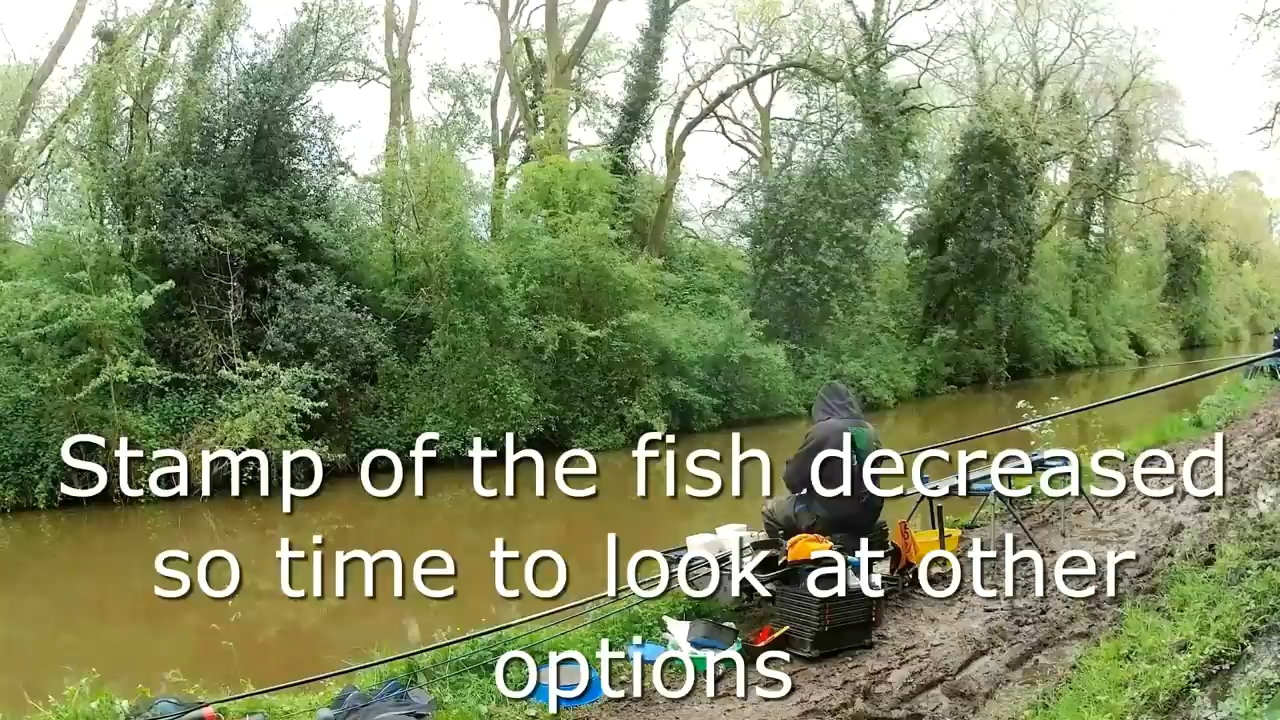 Stamp of the fish decreased
so time to look at other
options